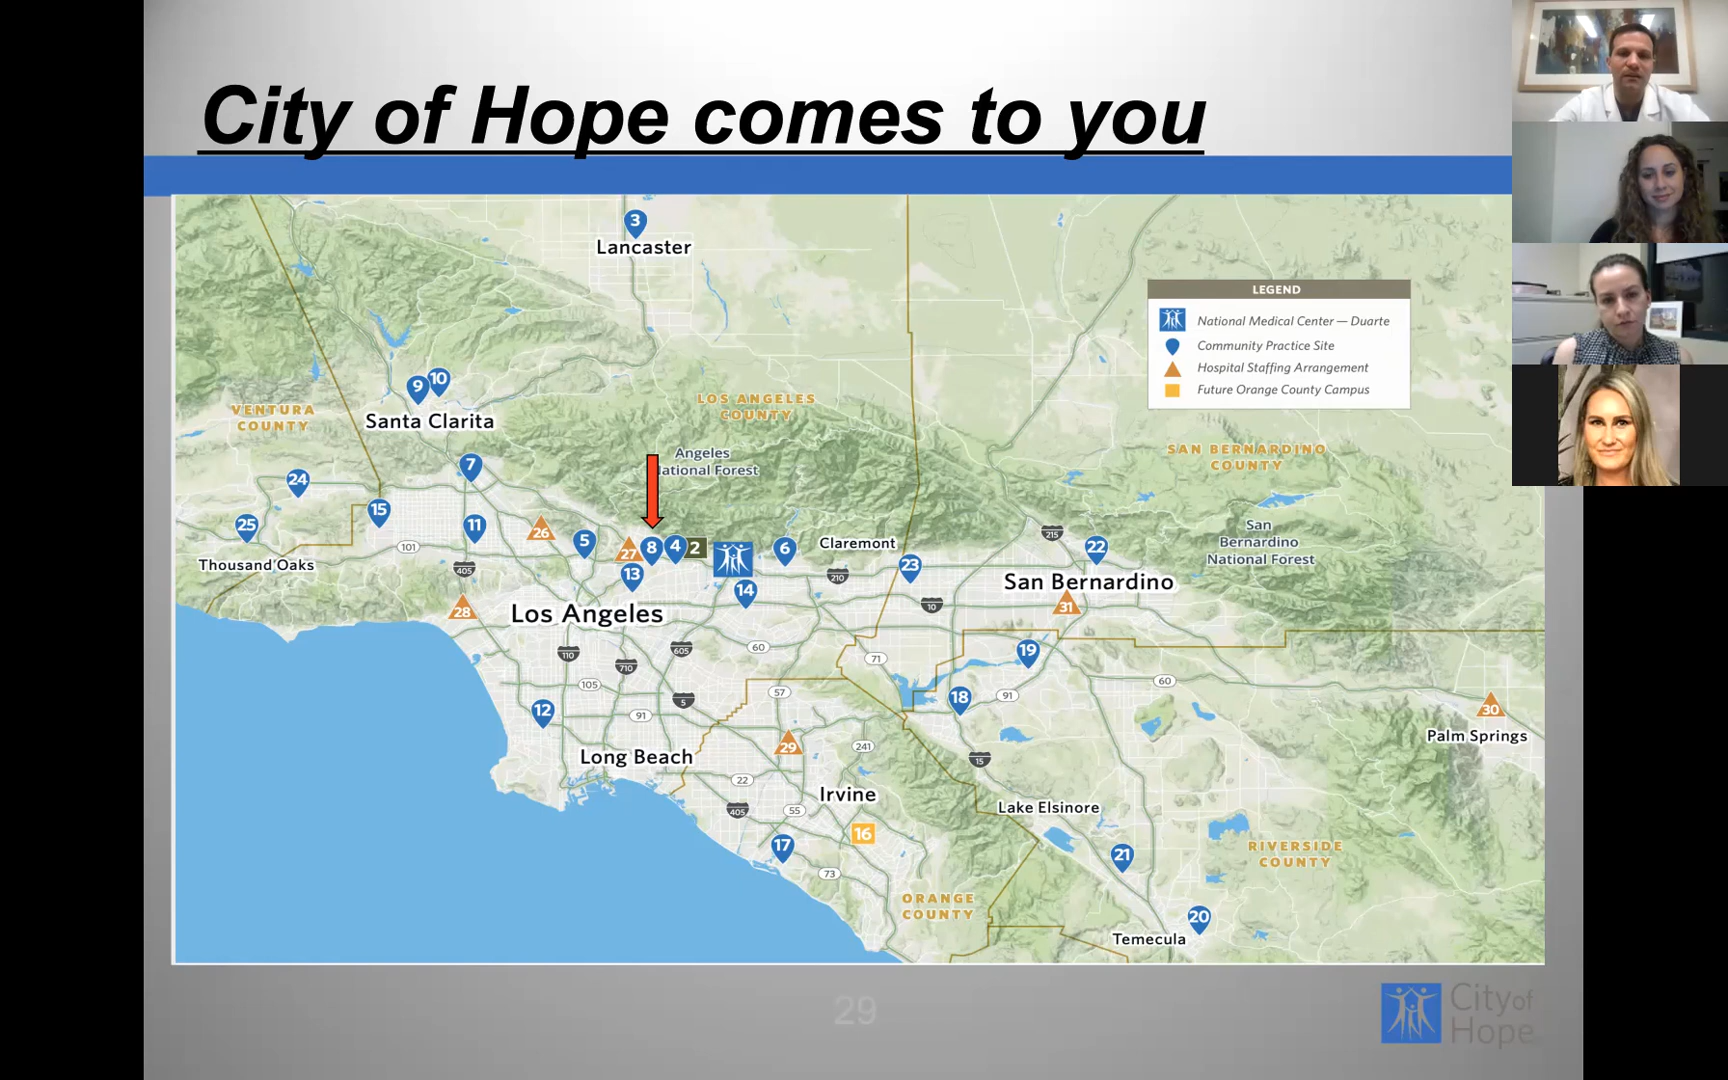 City of Hope comes to you
3
Lancaster
LEGEND
National Medical Center — Duarte
Community Practice Site
Hospital Staffing Arrangement
Future Orange County Campus
9
10
Santa Clarita
VENTURA
COUNTY
LOS ANGELES
COUNTY
Angeles
National Forest
SAN BERNARDINO
COUNTY
7
24
15
25
11
26
5
27
8
4
2
6
Claremont
23
215
22
San
Bernardino
National Forest
Thousand Oaks
101
405
13
14
210
10
San Bernardino
31
28
Los Angeles
110
710
605
60
71
19
105
5
57
18
91
60
12
91
29
241
15
30
Palm Springs
Long Beach
22
Irvine
405
55
16
Lake Elsinore
17
73
21
RIVERSIDE
COUNTY
ORANGE
COUNTY
20
Temecula
29
City of
Hope